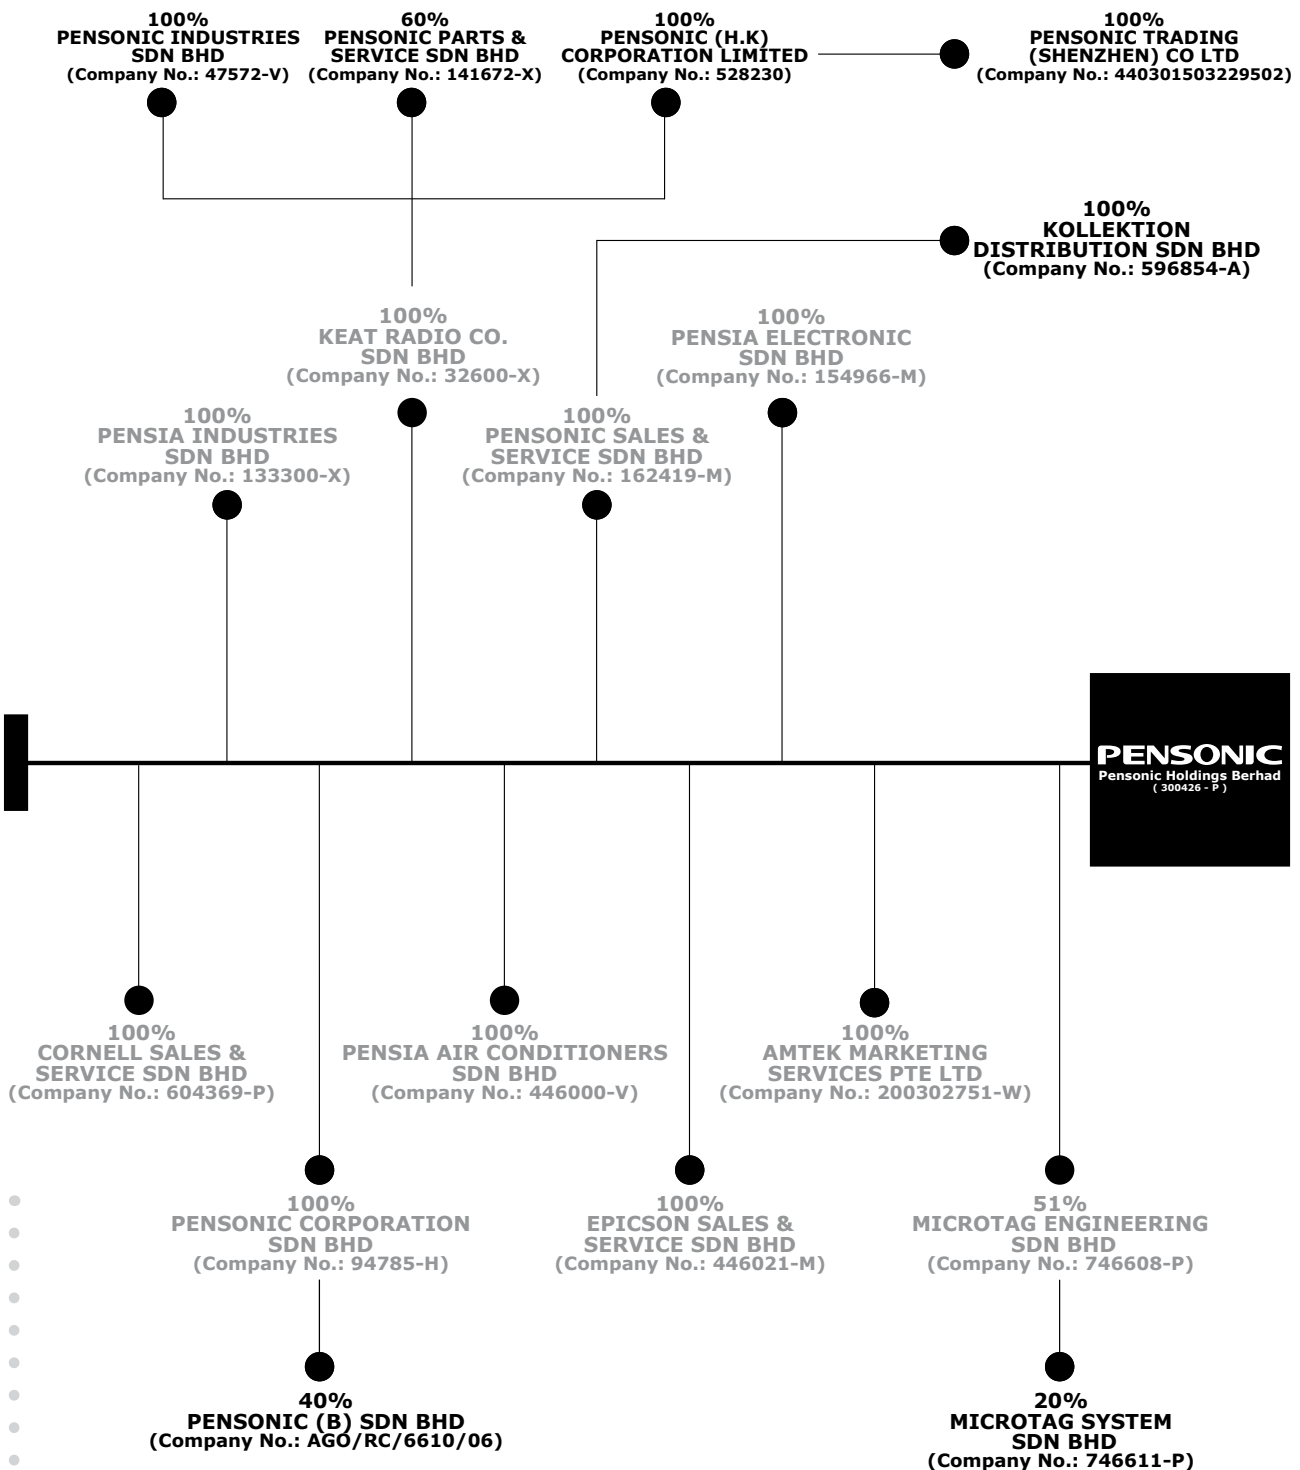 100%
PENSONIC INDUSTRIES
SDN BHD
(Company No.: 47572-V)
60%
PENSONIC PARTS &
SERVICE SDN BHD
(Company No.: 141672-X)
100%
PENSONIC (H.K)
CORPORATION LIMITED
(Company No.: 528230)
100%
PENSONIC TRADING
(SHENZHEN) CO LTD
(Company No.: 440301503229502)
100%
KOLLEKTION
DISTRIBUTION SDN BHD
(Company No.: 596854-A)
100%
KEAT RADIO CO.
SDN BHD
(Company No.: 32600-X)
100%
PENSIA ELECTRONIC
SDN BHD
(Company No.: 154966-M)
100%
PENSIA INDUSTRIES
SDN BHD
(Company No.: 133300-X)
100%
PENSONIC SALES &
SERVICE SDN BHD
(Company No.: 162419-M)
PENSONIC
Pensonic Holdings Berhad
( 300426 - P )
100%
CORNELL SALES &
SERVICE SDN BHD
(Company No.: 604369-P)
100%
PENSIA AIR CONDITIONERS
SDN BHD
(Company No.: 446000-V)
100%
AMTEK MARKETING
SERVICES PTE LTD
(Company No.: 200302751-W)
100%
PENSONIC CORPORATION
SDN BHD
(Company No.: 94785-H)
100%
EPICSON SALES &
SERVICE SDN BHD
(Company No.: 446021-M)
51%
MICROTAG ENGINEERING
SDN BHD
(Company No.: 746608-P)
40%
PENSONIC (B) SDN BHD
(Company No.: AGO/RC/6610/06)
20%
MICROTAG SYSTEM
SDN BHD
(Company No.: 746611-P)